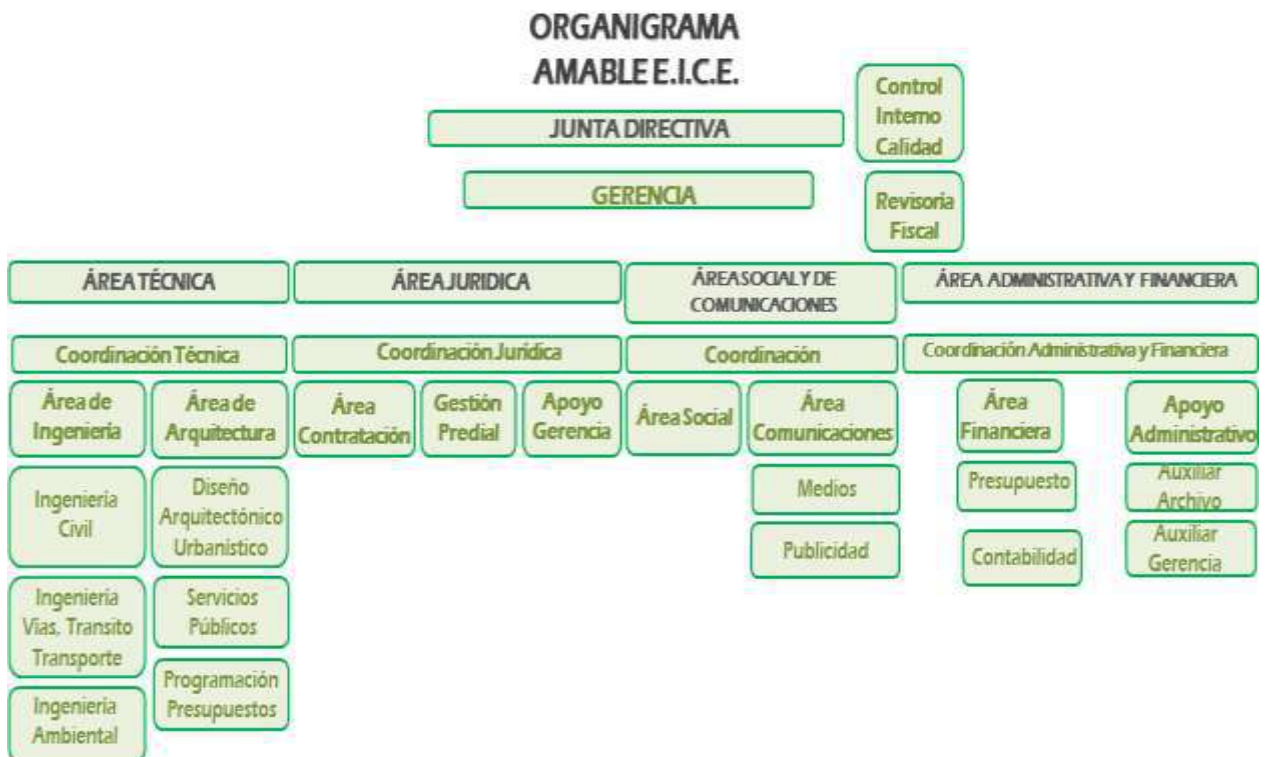 ORGANIGRAMA
AMABLE E.I.C.E.
Control
Interno
Calidad
JUNTA DIRECTIVA
GERENCIA
Revisoría
Fiscal
ÁREA TÉCNICA
ÁREA JURIDICA
ÁREA SOCIAL Y DE
COMUNICACIONES
ÁREA ADMINISTRATIVA Y FINANCIERA
Coordinación Técnica
Coordinación Jurídica
Coordinación
Coordinación Administrativa y Financiera
Área de
Ingeniería
Área de
Arquitectura
Área
Contratación
Gestión
Predial
Apoyo
Gerencia
Área Social
Área
Comunicaciones
Área
Financiera
Apoyo
Administrativo
Ingeniería
Civil
Diseño
Arquitectónico
Urbanístico
Medios
Presupuesto
Auxiliar
Archivo
Publicidad
Contabilidad
Auxiliar
Gerencia
Ingeniería
Vias, Transito
Transporte
Servicios
Públicos
Ingeniería
Ambiental
Programación
Presupuestos